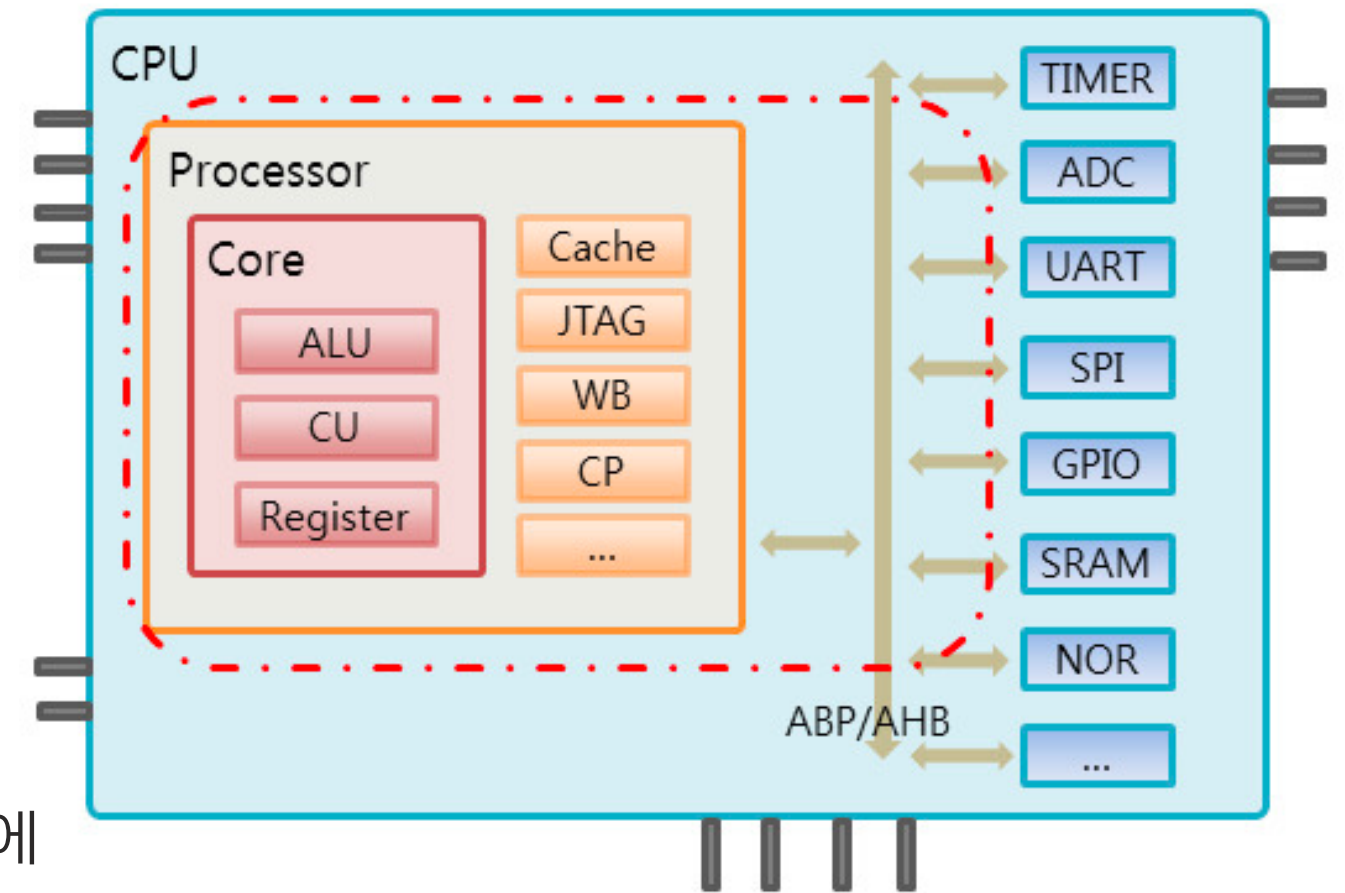 CPU
Processor
Core
ALU
CU
Register
Cache
JTAG
WB
CP
...
TIMER
ADC
UART
SPI
GPIO
SRAM
NOR
...
ABP/AHB
에